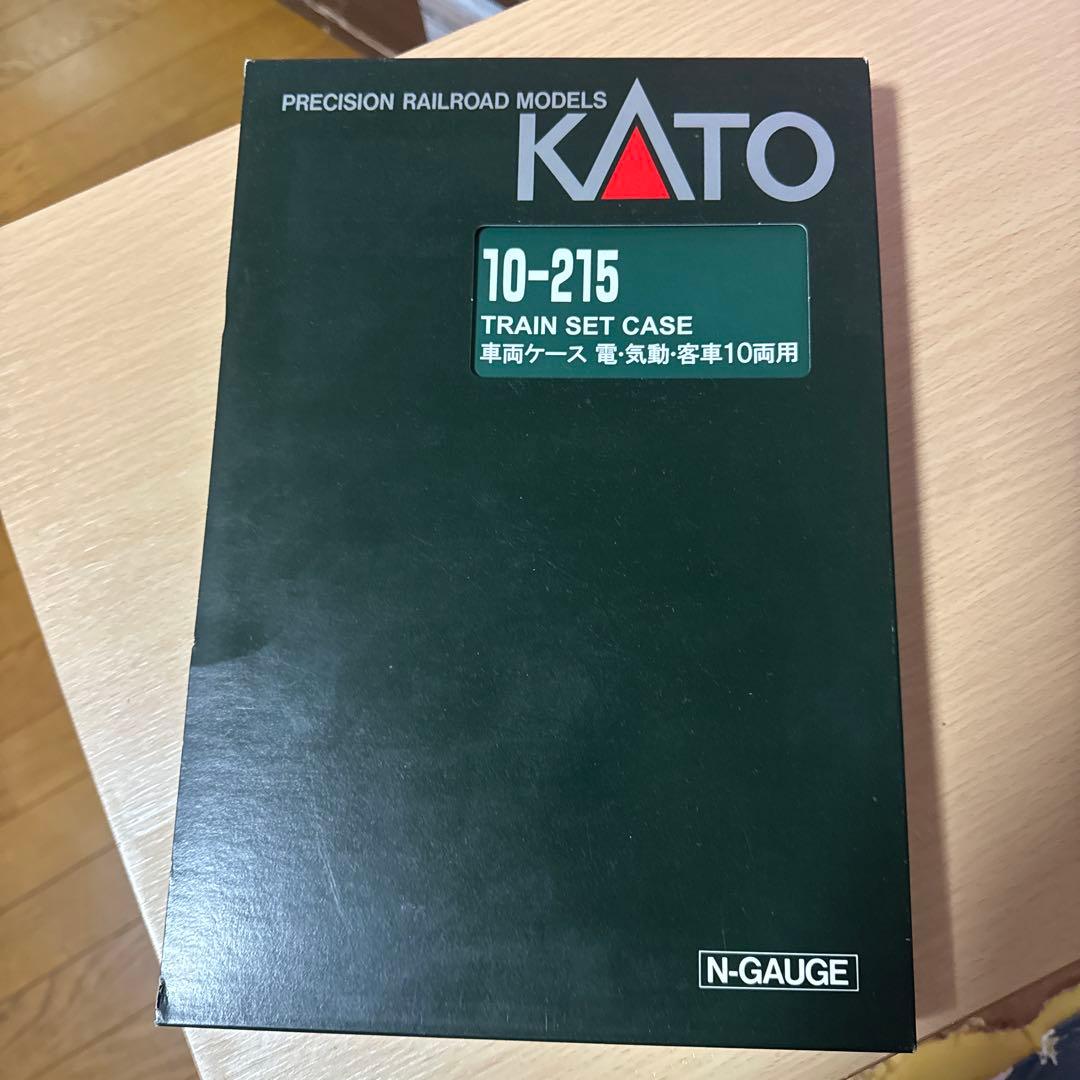 PRECISION RAILROAD MODELS
KATO
10-215
TRAIN SET CASE
車両ケース 電・気動・客車10両用
N-GAUGE